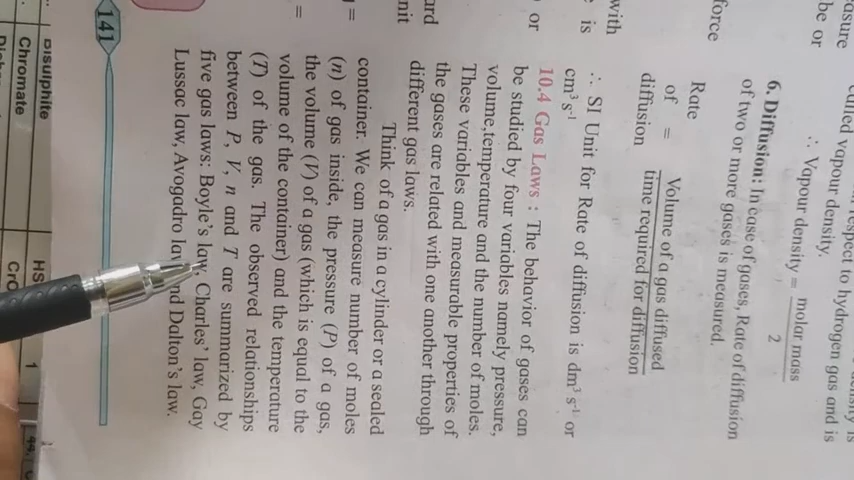 respect to hydrogen gas and is
called vapour density.
∴ Vapour density = molar mass
2
6. Diffusion: In case of gases, Rate of diffusion
of two or more gases is measured.
Rate
of = Volume of a gas diffused
diffusion time required for diffusion
∴ SI Unit for Rate of diffusion is dm³ s⁻¹ or
cm³ s⁻¹
10.4 Gas Laws : The behavior of gases can
be studied by four variables namely pressure,
volume,temperature and the number of moles.
These variables and measurable properties of
the gases are related with one another through
different gas laws.
Think of a gas in a cylinder or a sealed
container. We can measure number of moles
(n) of gas inside, the pressure (P) of a gas,
the volume (V) of a gas (which is equal to the
volume of the container) and the temperature
(T) of the gas. The observed relationships
between P, V, n and T are summarized by
five gas laws: Boyle's law, Charles' law, Gay
Lussac law, Avogadro law and Dalton's law.
141
be or
force
with
is
or
Disulphite
Chromate
HS
1